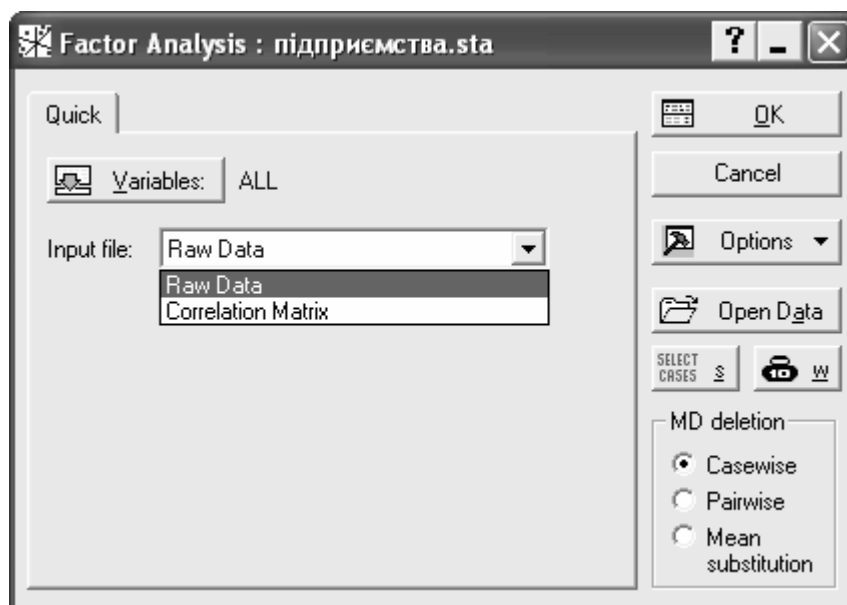 Factor Analysis : підприємства.sta
?
Quick
Variables: ALL
Input file: Raw Data
Raw Data
Correlation Matrix
OK
Cancel
Options
Open Data
SELECT
CASES S
W
MD deletion
Casewise
Pairwise
Mean
substitution